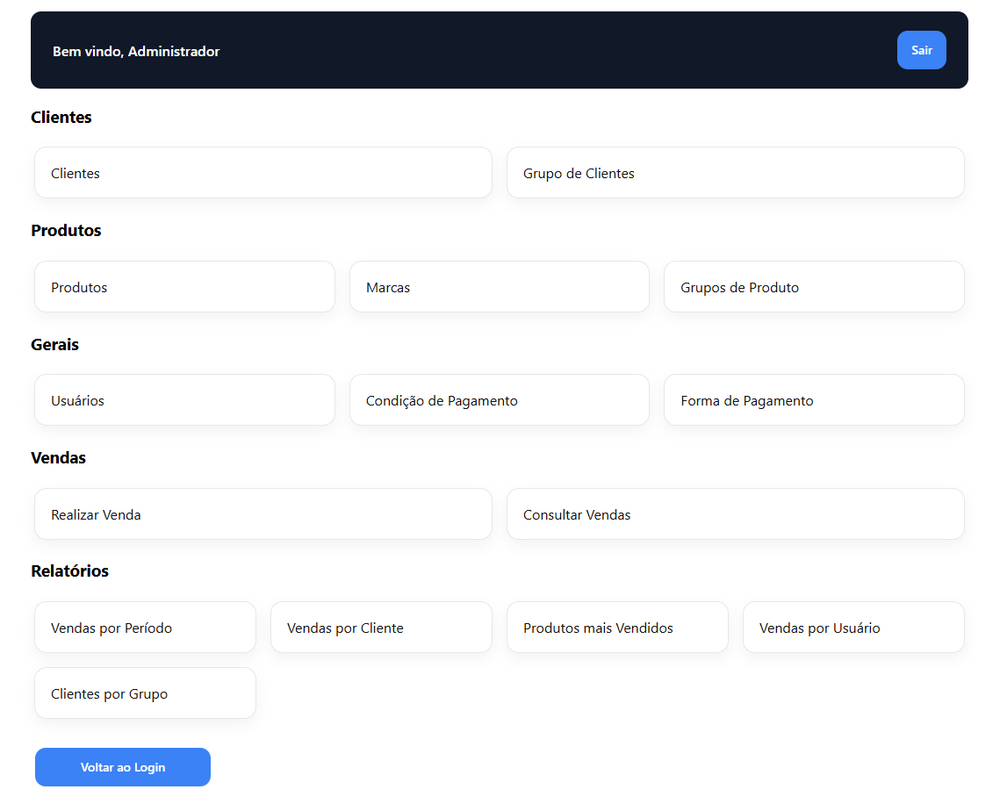 Bem vindo, Administrador
Sair
Clientes
Clientes
Grupo de Clientes
Produtos
Produtos
Marcas
Grupos de Produto
Gerais
Usuários
Condição de Pagamento
Forma de Pagamento
Vendas
Realizar Venda
Consultar Vendas
Relatórios
Vendas por Período
Vendas por Cliente
Produtos mais Vendidos
Vendas por Usuário
Clientes por Grupo
Voltar ao Login